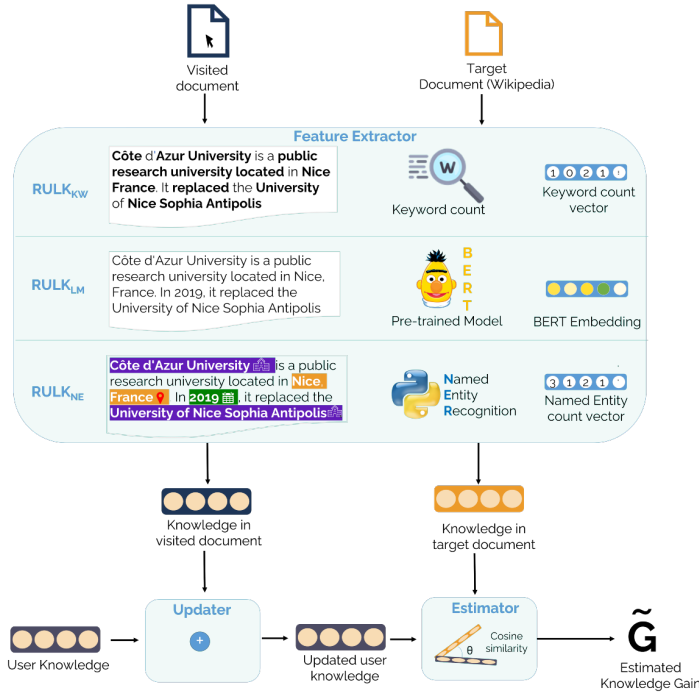 Visited
document
Target
Document (Wikipedia)
Feature Extractor
RULKKW
Côte d'Azur University is a public
research university located in Nice
France. It replaced the University
of Nice Sophia Antipolis
W
Keyword count
1 0 2 1
Keyword count
vector
RULKLM
Côte d'Azur University is a public
research university located in Nice,
France. In 2019, it replaced the
University of Nice Sophia Antipolis
B
E
R
T
Pre-trained Model
BERT Embedding
RULKNE
Côte d'Azur University is a public
research university located in Nice,
France In 2019 , it replaced the
University of Nice Sophia Antipolis
Named
Entity
Recognition
3 1 2 1
Named Entity
count vector
Knowledge in
visited document
Knowledge in
target document
Updater
+
Estimator
Cosine
similarity
θ
User Knowledge
Updated user
knowledge
G̃
Estimated
Knowledge Gain